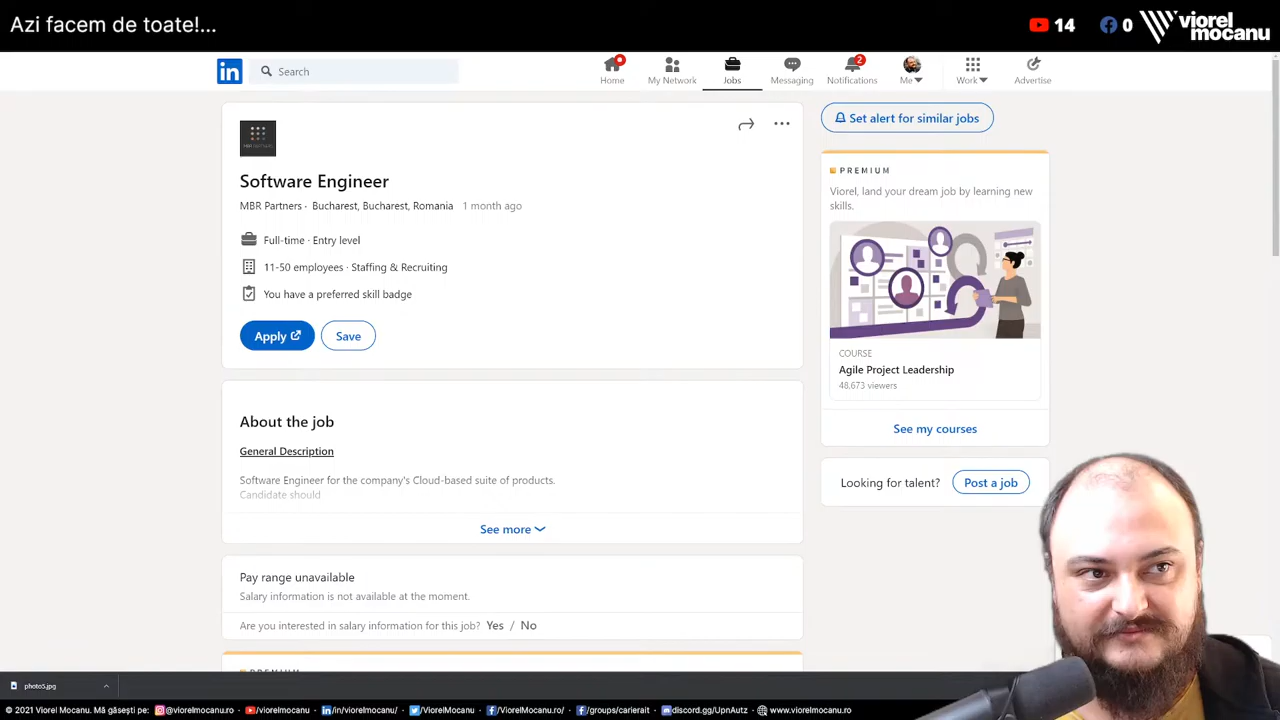 Azi facem de toate!...
14
0
viorel
mocanu
in
Search
Home
My Network
Jobs
Messaging
2
Notifications
Me
Work
Advertise
MBR PARTNERS
Software Engineer
MBR Partners · Bucharest, Bucharest, Romania 1 month ago
Full-time · Entry level
11-50 employees · Staffing & Recruiting
You have a preferred skill badge
Apply
Save
About the job
General Description
Software Engineer for the company's Cloud-based suite of products.
Candidate should
See more
Pay range unavailable
Salary information is not available at the moment.
Are you interested in salary information for this job? Yes / No
PREMIUM
Set alert for similar jobs
PREMIUM
Viorel, land your dream job by learning new
skills.
COURSE
Agile Project Leadership
48,673 viewers
See my courses
Looking for talent?
Post a job
photo5.jpg
© 2021 Viorel Mocanu. Mă găsești pe: @viorelmocanu /viorelmocanu /in/viorelmocanu/ /ViorelMocanu /ViorelMocanu.ro/ /groups/carierait discord.gg/UpnAutz www.viorelmocanu.ro